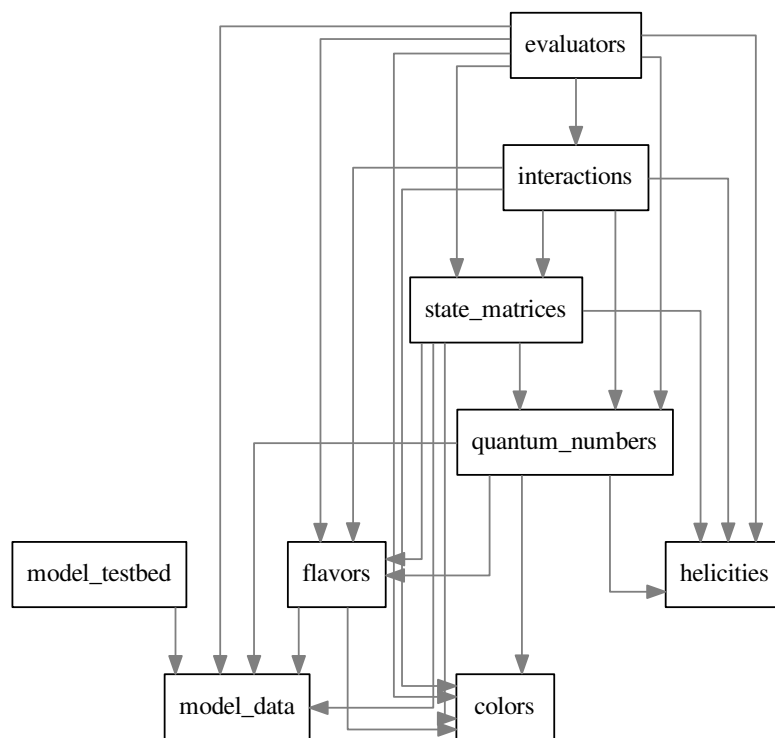 evaluators
interactions
state_matrices
quantum_numbers
model_testbed
flavors
helicities
model_data
colors